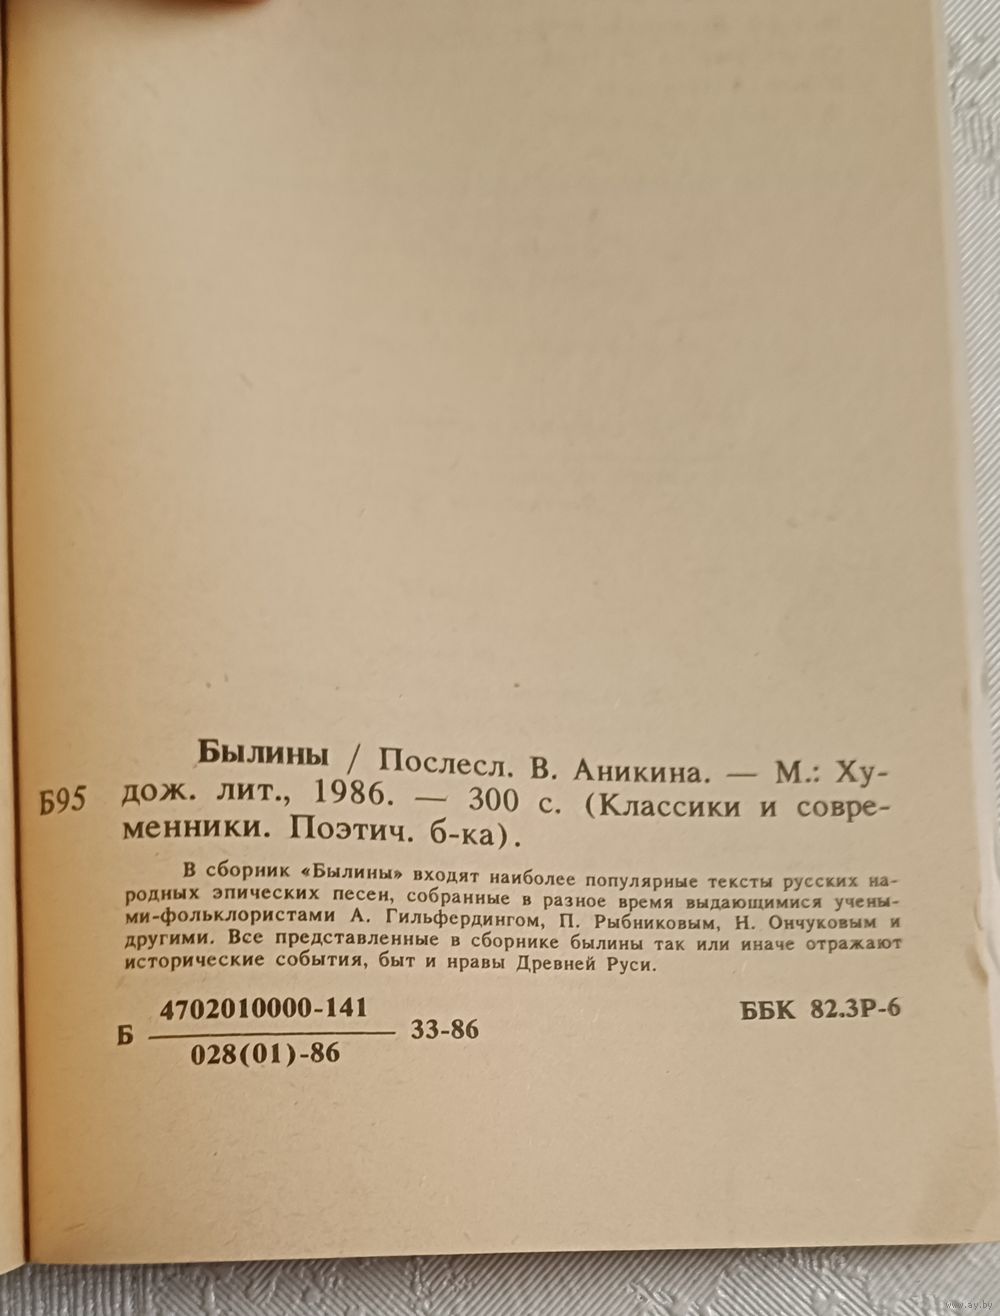 Былины / Послесл. В. Аникина. — М.: Ху-
Б95 дож. лит., 1986. — 300 с. (Классики и совре-
менники. Поэтич. б-ка).
В сборник «Былины» входят наиболее популярные тексты русских на-
родных эпических песен, собранные в разное время выдающимися учены-
ми-фольклористами А. Гильфердингом, П. Рыбниковым, Н. Ончуковым и
другими. Все представленные в сборнике былины так или иначе отражают
исторические события, быт и нравы Древней Руси.
4702010000-141
Б 33-86 ББК 82.3Р-6
028(01)-86
www.ay.by